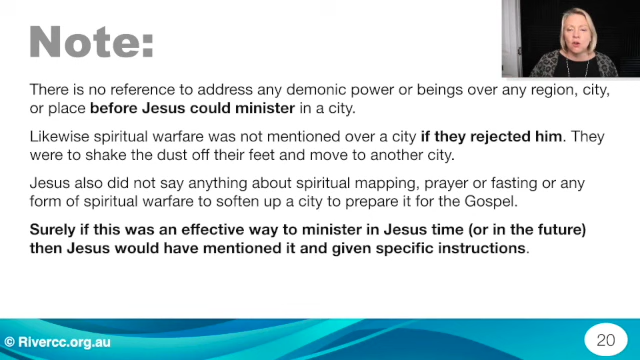 Note:
There is no reference to address any demonic power or beings over any region, city,
or place before Jesus could minister in a city.
Likewise spiritual warfare was not mentioned over a city if they rejected him. They
were to shake the dust off their feet and move to another city.
Jesus also did not say anything about spiritual mapping, prayer or fasting or any
form of spiritual warfare to soften up a city to prepare it for the Gospel.
Surely if this was an effective way to minister in Jesus time (or in the future)
then Jesus would have mentioned it and given specific instructions.
© Rivercc.org.au
20